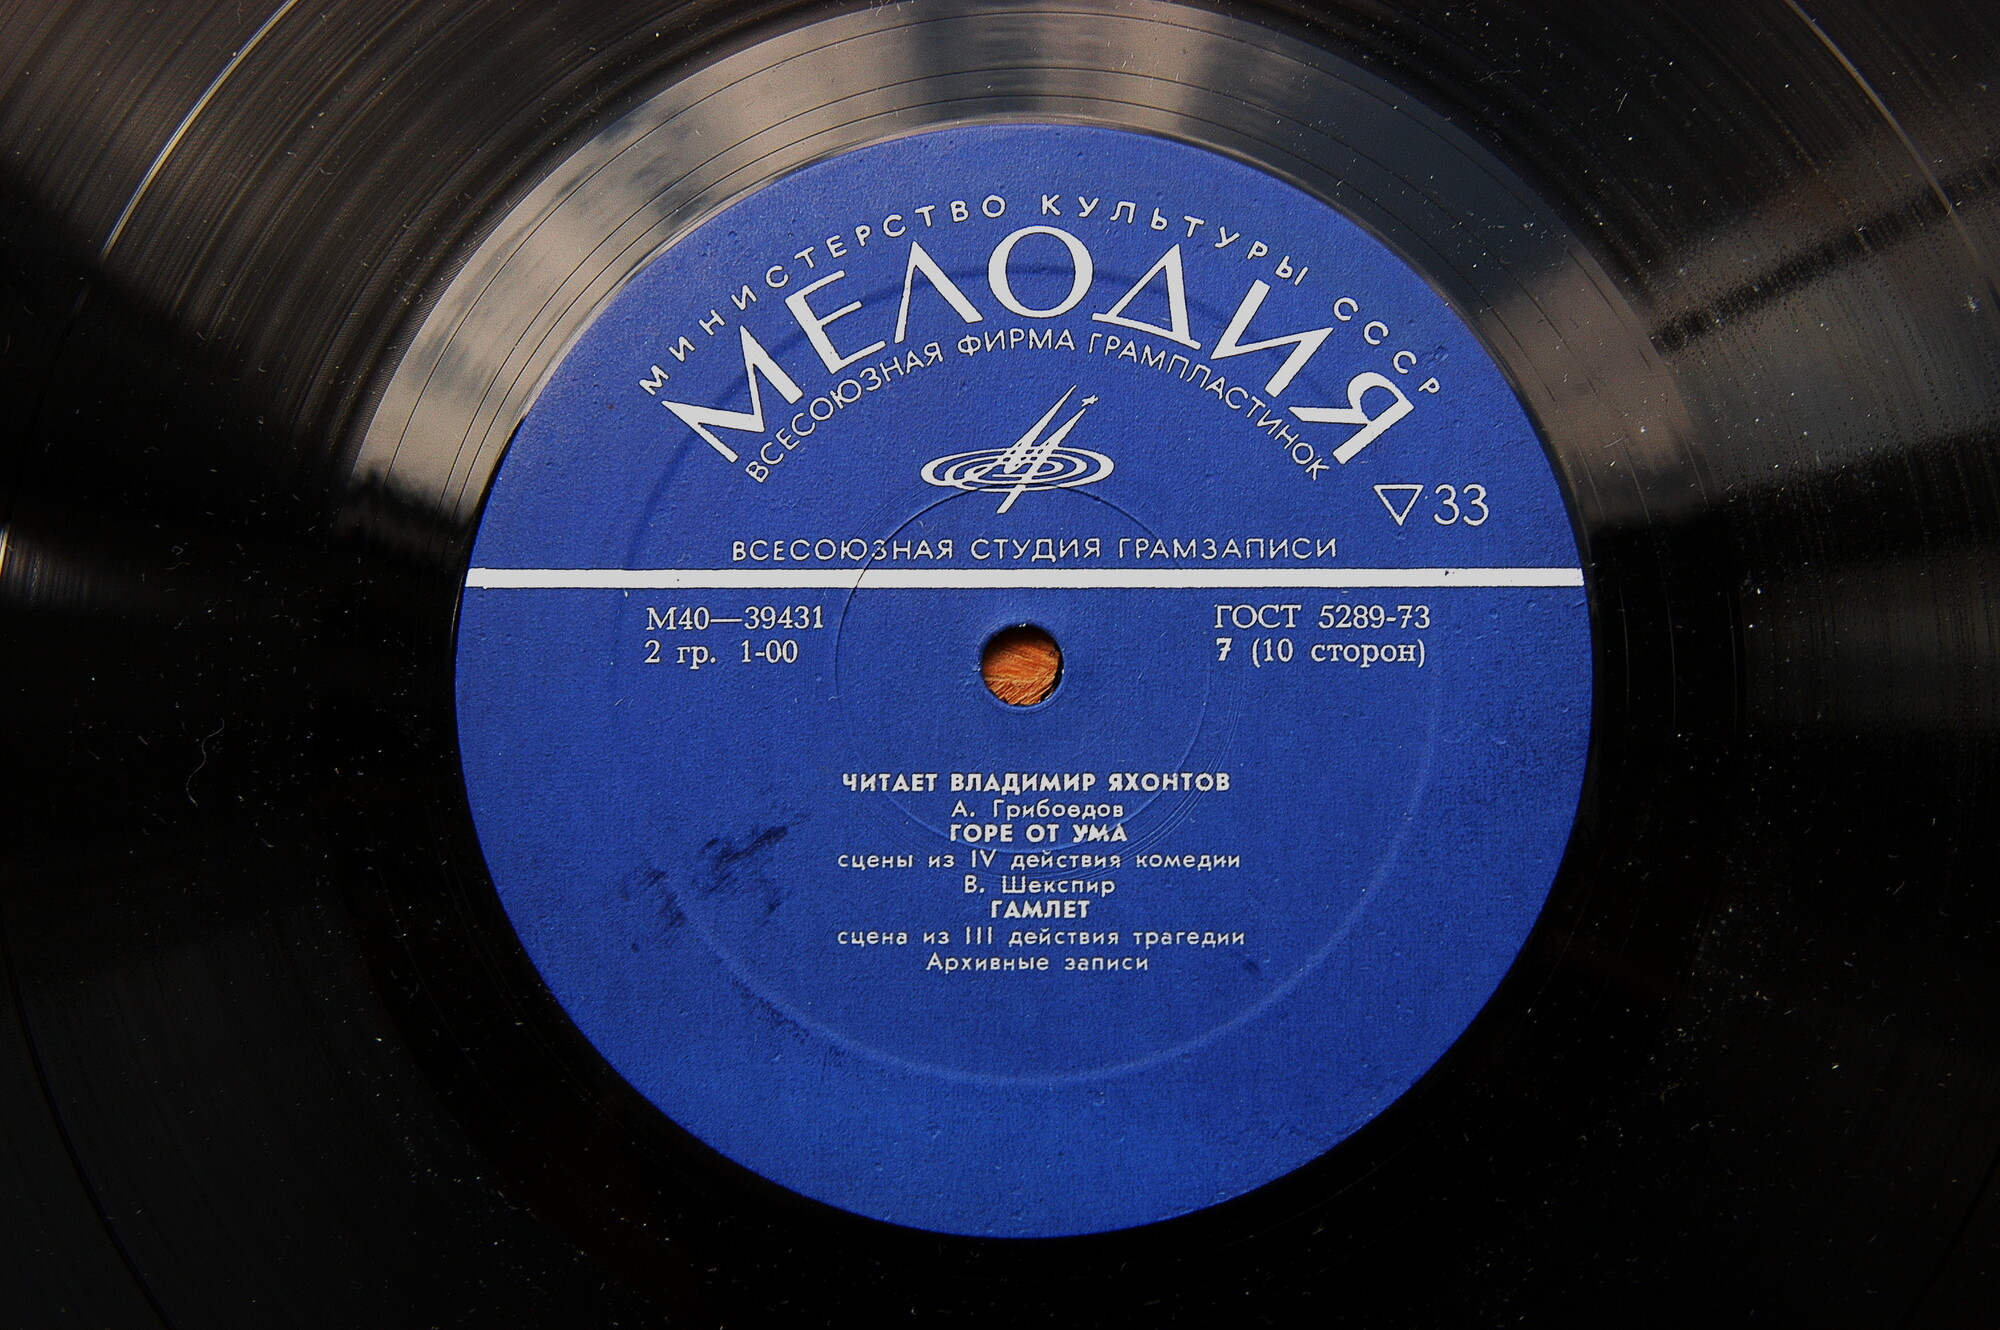 МИНИСТЕРСТВО КУЛЬТУРЫ СССР
МЕЛОДИЯ
ВСЕСОЮЗНАЯ ФИРМА ГРАМПЛАСТИНОК
33
ВСЕСОЮЗНАЯ СТУДИЯ ГРАМЗАПИСИ
М40—39431 ГОСТ 5289-73
2 гр. 1-00 7 (10 сторон)
ЧИТАЕТ ВЛАДИМИР ЯХОНТОВ
А. Грибоедов
ГОРЕ ОТ УМА
сцены из IV действия комедии
В. Шекспир
ГАМЛЕТ
сцена из III действия трагедии
Архивные записи